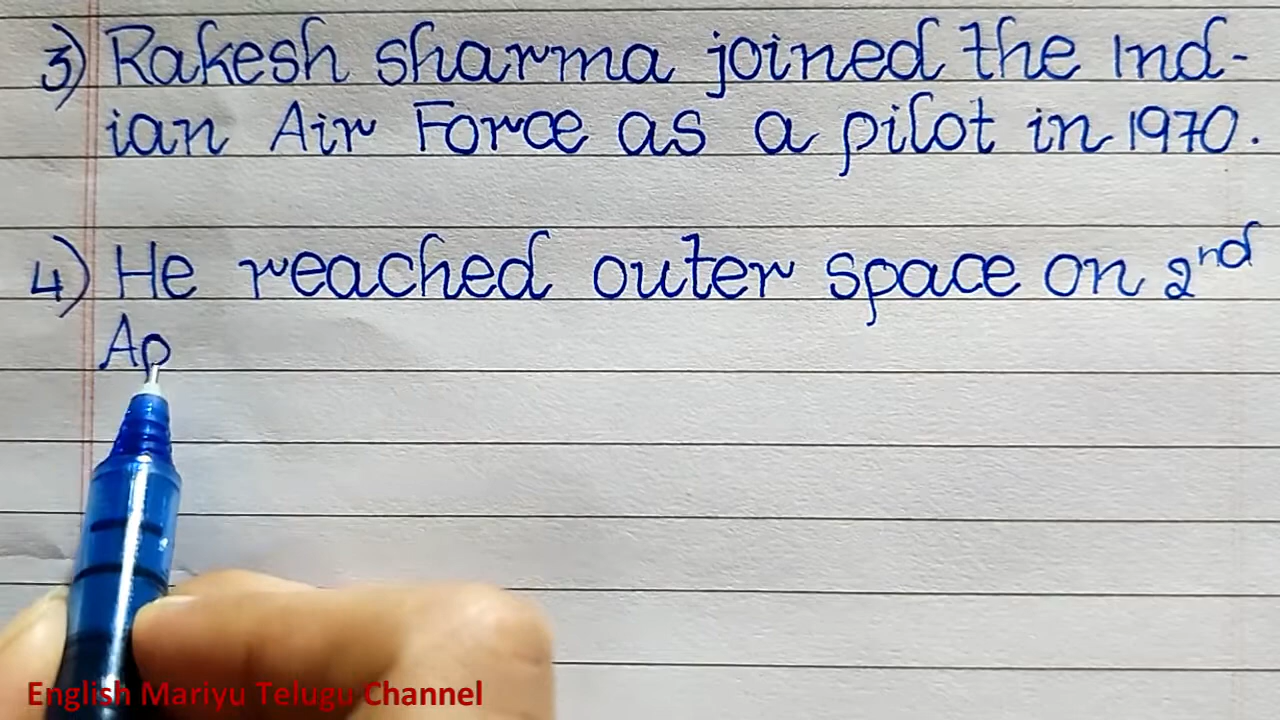 3) Rakesh sharma joined the Ind-
ian Air Force as a pilot in 1970.
4) He reached outer space on 2nd
Ap
English Mariyu Telugu Channel